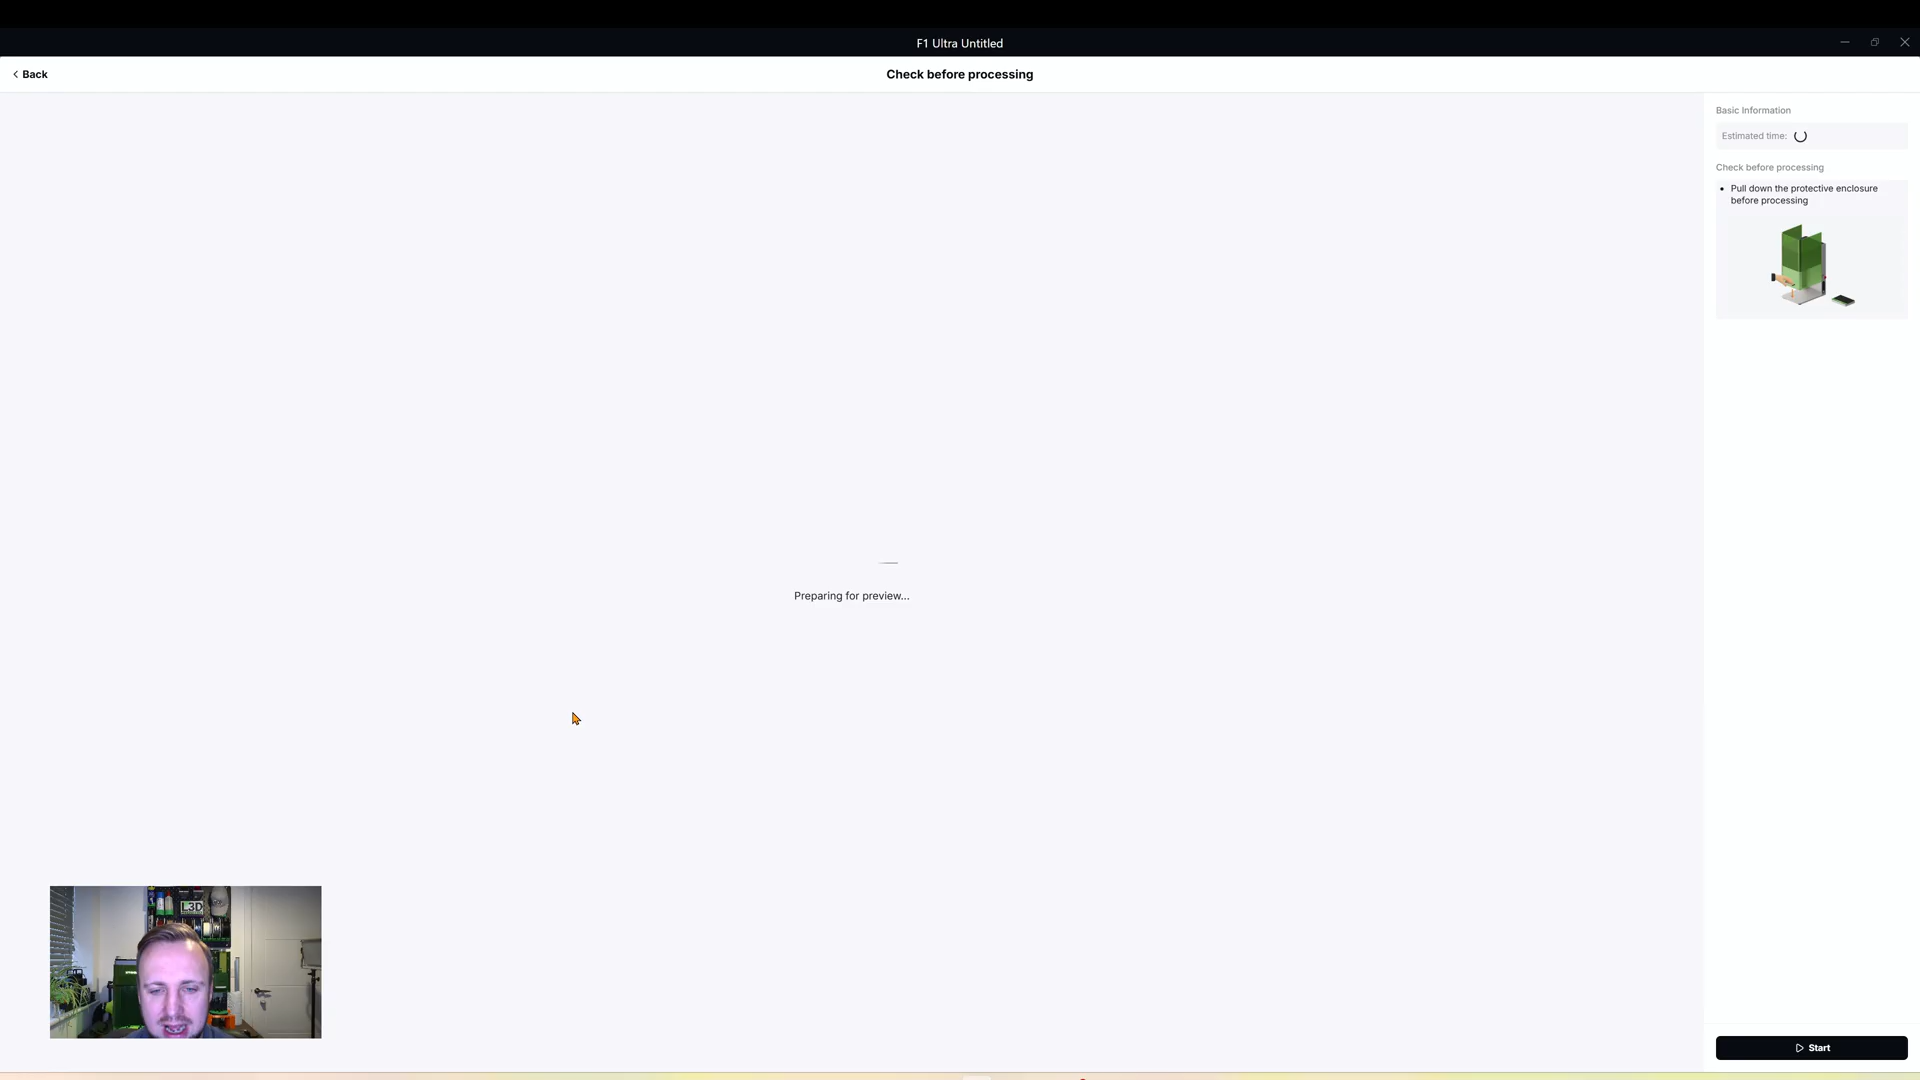 F1 Ultra Untitled
Back
Check before processing
Basic Information
Estimated time:
Check before processing
• Pull down the protective enclosure
before processing
Preparing for preview...
L3D
Start